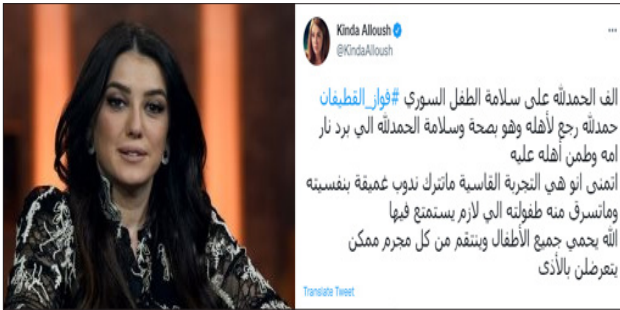 Kinda Alloush
@KindaAlloush
الف الحمدلله على سلامة الطفل السوري #فواز_القطيفان
حمدلله رجع لأهله وهو بصحة وسلامة الحمدلله الي برد نار
امه وطمن أهله عليه
اتمنى انو هي التجربة القاسية ماتترك ندوب غميقة بنفسيته
وماتسرق منه طفولته الي لازم يستمتع فيها
الله يحمي جميع الأطفال وينتقم من كل مجرم ممكن
يتعرضلن بالأذى
Translate Tweet